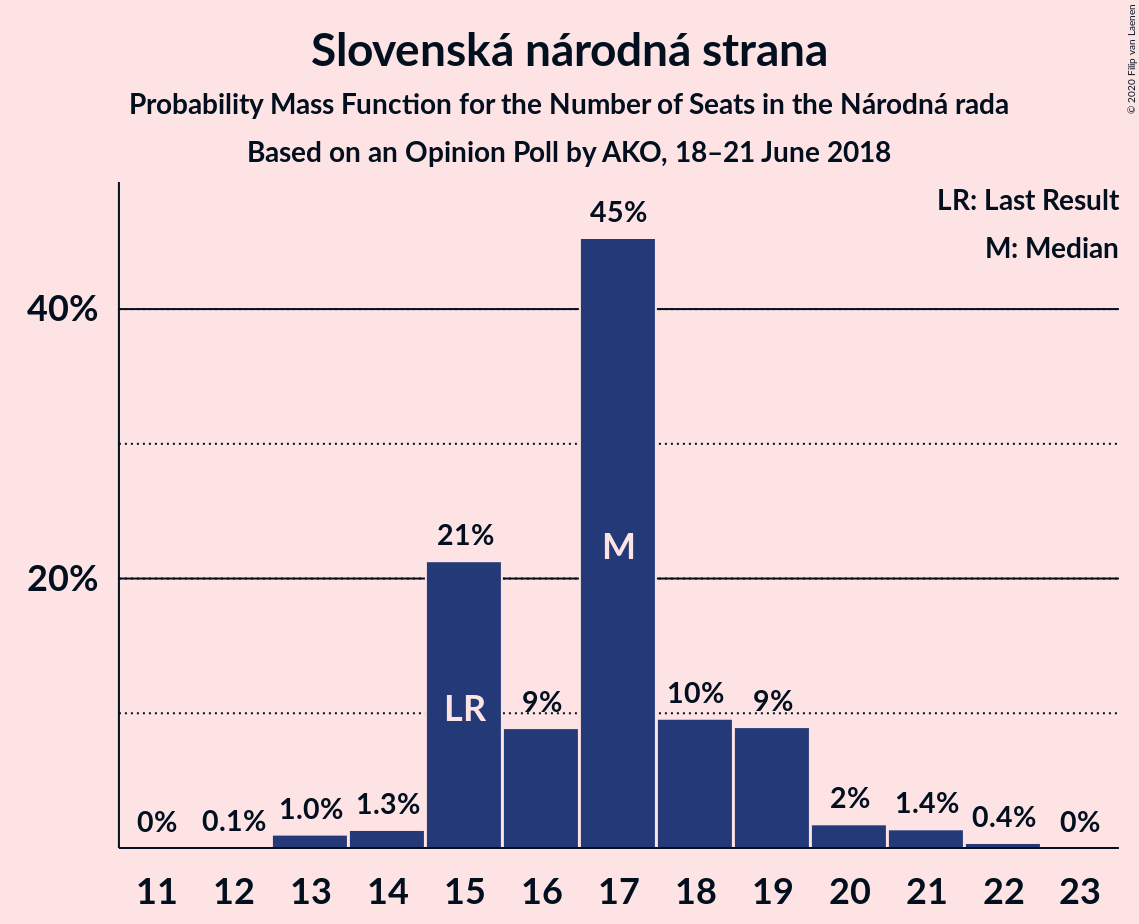 Slovenská národná strana
Probability Mass Function for the Number of Seats in the Národná rada
Based on an Opinion Poll by AKO, 18–21 June 2018
© 2020 Filip van Laenen
LR: Last Result
M: Median
40%
20%
0%
0.1%
1.0%
1.3%
21%
9%
45%
10%
9%
2%
1.4%
0.4%
0%
LR
M
11 12 13 14 15 16 17 18 19 20 21 22 23